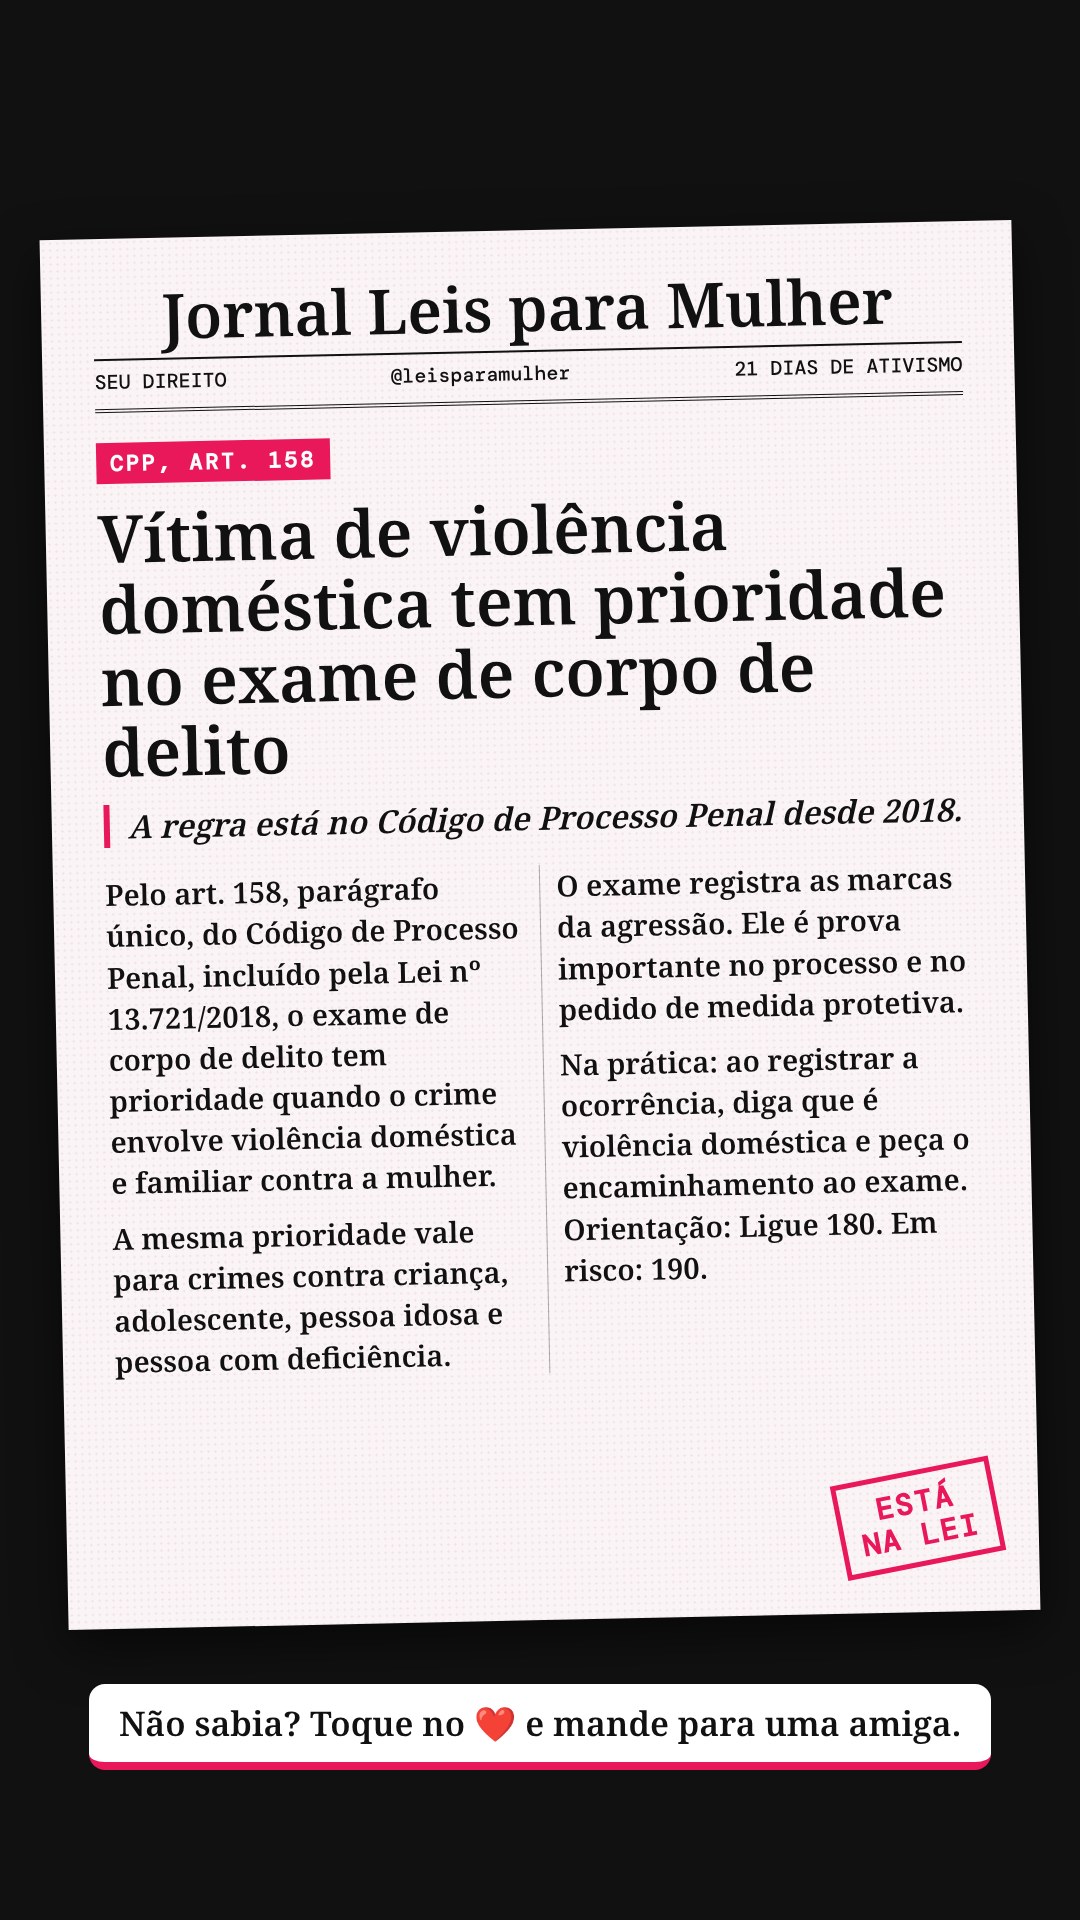 Jornal Leis para Mulher
SEU DIREITO
@leisparamulher
21 DIAS DE ATIVISMO
CPP, ART. 158
Vítima de violência
doméstica tem prioridade
no exame de corpo de
delito
A regra está no Código de Processo Penal desde 2018.
Pelo art. 158, parágrafo
único, do Código de Processo
Penal, incluído pela Lei nº
13.721/2018, o exame de
corpo de delito tem
prioridade quando o crime
envolve violência doméstica
e familiar contra a mulher.
A mesma prioridade vale
para crimes contra criança,
adolescente, pessoa idosa e
pessoa com deficiência.
O exame registra as marcas
da agressão. Ele é prova
importante no processo e no
pedido de medida protetiva.
Na prática: ao registrar a
ocorrência, diga que é
violência doméstica e peça o
encaminhamento ao exame.
Orientação: Ligue 180. Em
risco: 190.
ESTÁ
NA LEI
Não sabia? Toque no ❤️ e mande para uma amiga.